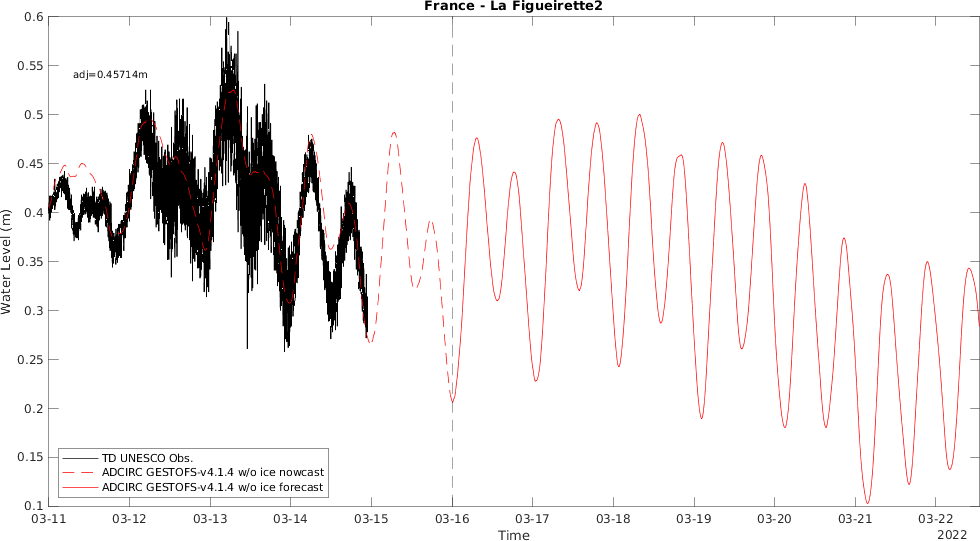 France - La Figueirette2
0.6
0.55
0.5
0.45
0.4
0.35
0.3
0.25
0.2
0.15
0.1
Water Level (m)
adj=0.45714m
TD UNESCO Obs.
ADCIRC GESTOFS-v4.1.4 w/o ice nowcast
ADCIRC GESTOFS-v4.1.4 w/o ice forecast
03-11 03-12 03-13 03-14 03-15 03-16 03-17 03-18 03-19 03-20 03-21 03-22
Time
2022